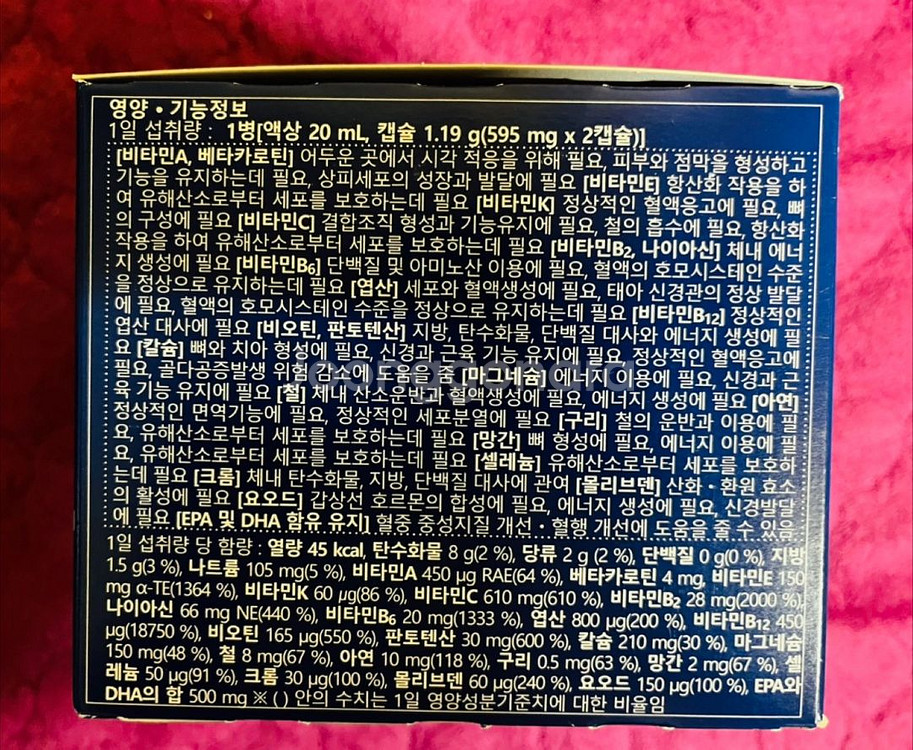 영양 • 기능정보
1일 섭취량 : 1병[액상 20 mL, 캡슐 1.19 g(595 mg x 2캡슐)]
[비타민A, 베타카로틴] 어두운 곳에서 시각 적응을 위해 필요, 피부와 점막을 형성하고
기능을 유지하는데 필요, 상피세포의 성장과 발달에 필요 [비타민E] 항산화 작용을 하
여 유해산소로부터 세포를 보호하는데 필요 [비타민K] 정상적인 혈액응고에 필요, 뼈
의 구성에 필요 [비타민C] 결합조직 형성과 기능유지에 필요, 철의 흡수에 필요, 항산화
작용을 하여 유해산소로부터 세포를 보호하는데 필요 [비타민B₂, 나이아신] 체내 에너
지 생성에 필요 [비타민B₆] 단백질 및 아미노산 이용에 필요, 혈액의 호모시스테인 수준
을 정상으로 유지하는데 필요 [엽산] 세포와 혈액생성에 필요, 태아 신경관의 정상 발달
에 필요, 혈액의 호모시스테인 수준을 정상으로 유지하는데 필요 [비타민B₁₂] 정상적인
엽산 대사에 필요 [비오틴, 판토텐산] 지방, 탄수화물, 단백질 대사와 에너지 생성에 필
요 [칼슘] 뼈와 치아 형성에 필요, 신경과 근육 기능 유지에 필요, 정상적인 혈액응고에
필요, 골다공증발생 위험 감소에 도움을 줌 [마그네슘] 에너지 이용에 필요, 신경과 근
육 기능 유지에 필요 [철] 체내 산소운반과 혈액생성에 필요, 에너지 생성에 필요 [아연]
정상적인 면역기능에 필요, 정상적인 세포분열에 필요 [구리] 철의 운반과 이용에 필
요, 유해산소로부터 세포를 보호하는데 필요 [망간] 뼈 형성에 필요, 에너지 이용에 필
요, 유해산소로부터 세포를 보호하는데 필요 [셀레늄] 유해산소로부터 세포를 보호하
는데 필요 [크롬] 체내 탄수화물, 지방, 단백질 대사에 관여 [몰리브덴] 산화・환원 효소
의 활성에 필요 [요오드] 갑상선 호르몬의 합성에 필요, 에너지 생성에 필요, 신경발달
에 필요 [EPA 및 DHA 함유 유지] 혈중 중성지질 개선・혈행 개선에 도움을 줄 수 있음
1일 섭취량 당 함량 : 열량 45 kcal, 탄수화물 8 g(2 %), 당류 2 g (2 %), 단백질 0 g(0 %), 지방
1.5 g(3 %), 나트륨 105 mg(5 %), 비타민A 450 µg RAE(64 %), 베타카로틴 4 mg, 비타민E 150
mg α-TE(1364 %), 비타민K 60 µg(86 %), 비타민C 610 mg(610 %), 비타민B₂ 28 mg(2000 %),
나이아신 66 mg NE(440 %), 비타민B₆ 20 mg(1333 %), 엽산 800 µg(200 %), 비타민B₁₂ 450
µg(18750 %), 비오틴 165 µg(550 %), 판토텐산 30 mg(600 %), 칼슘 210 mg(30 %), 마그네슘
150 mg(48 %), 철 8 mg(67 %), 아연 10 mg(118 %), 구리 0.5 mg(63 %), 망간 2 mg(67 %), 셀
레늄 50 µg(91 %), 크롬 30 µg(100 %), 몰리브덴 60 µg(240 %), 요오드 150 µg(100 %), EPA와
DHA의 합 500 mg ※ ( ) 안의 수치는 1일 영양성분기준치에 대한 비율임